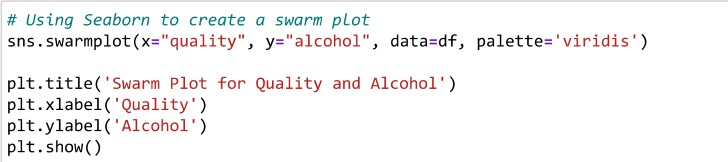 # Using Seaborn to create a swarm plot
sns.swarmplot(x="quality", y="alcohol", data=df, palette='viridis')
plt.title('Swarm Plot for Quality and Alcohol')
plt.xlabel('Quality')
plt.ylabel('Alcohol')
plt.show()